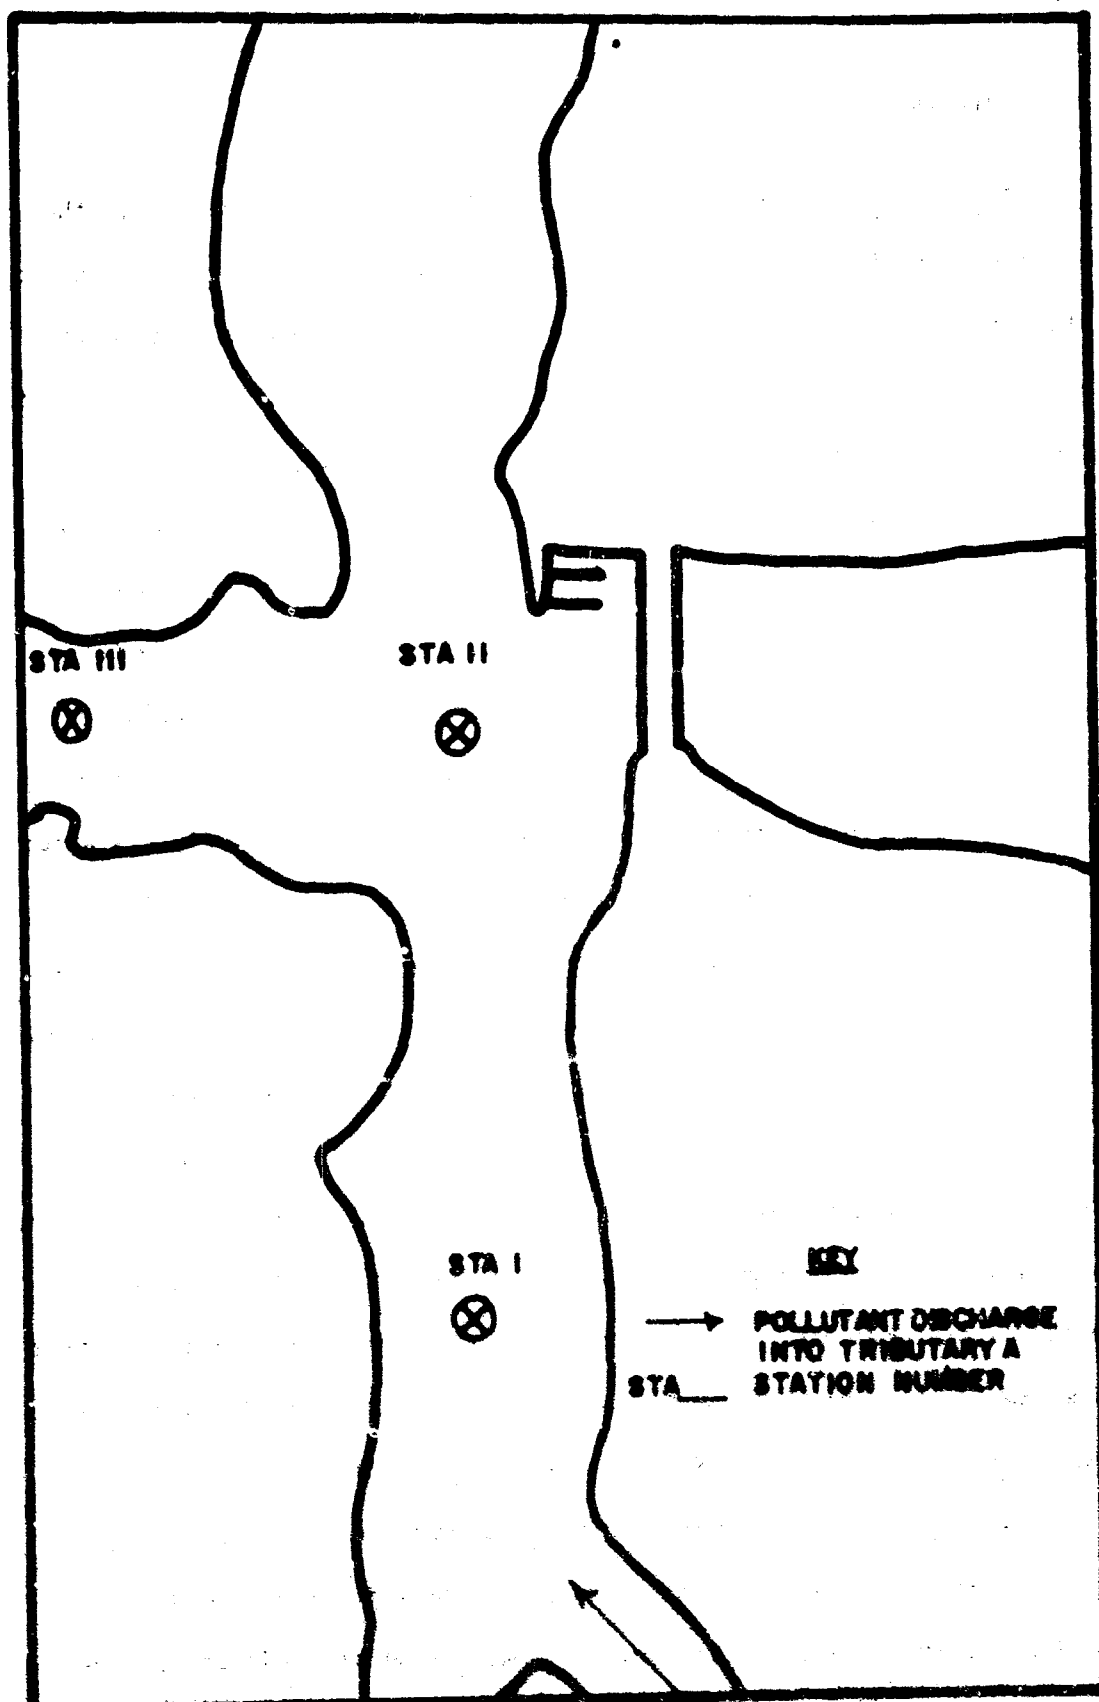 STA III
STA II
STA I
KEY
POLLUTANT DISCHARGE
INTO TRIBUTARY A
STA___ STATION NUMBER